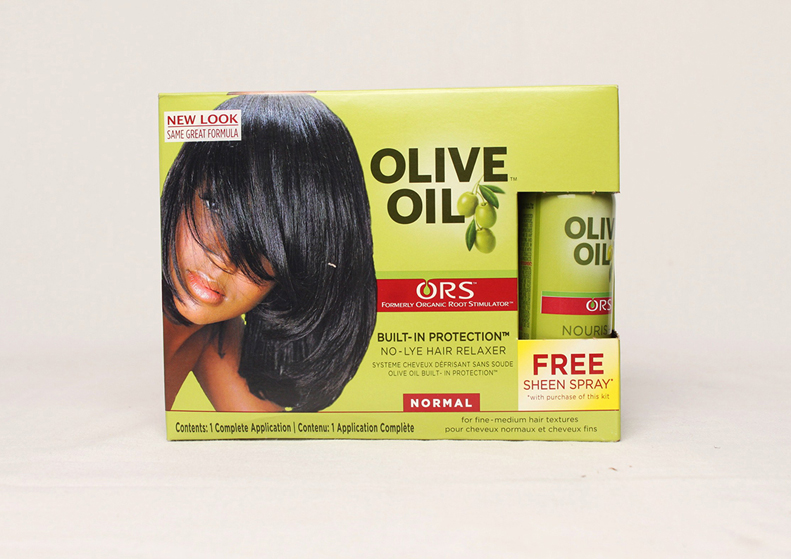 NEW LOOK
SAME GREAT FORMULA
OLIVE
OIL™
ORS™
FORMERLY ORGANIC ROOT STIMULATOR™
BUILT-IN PROTECTION™
NO-LYE HAIR RELAXER
SYSTEME CHEVEUX DÉFRISANT SANS SOUDE
OLIVE OIL BUILT- IN PROTECTION™
NORMAL
for fine-medium hair textures
pour cheveux normaux et cheveux fins
Contents: 1 Complete Application | Contenu: 1 Application Complète
OLIV
OIL
ORS
NOURIS
FREE
SHEEN SPRAY*
*with purchase of this kit